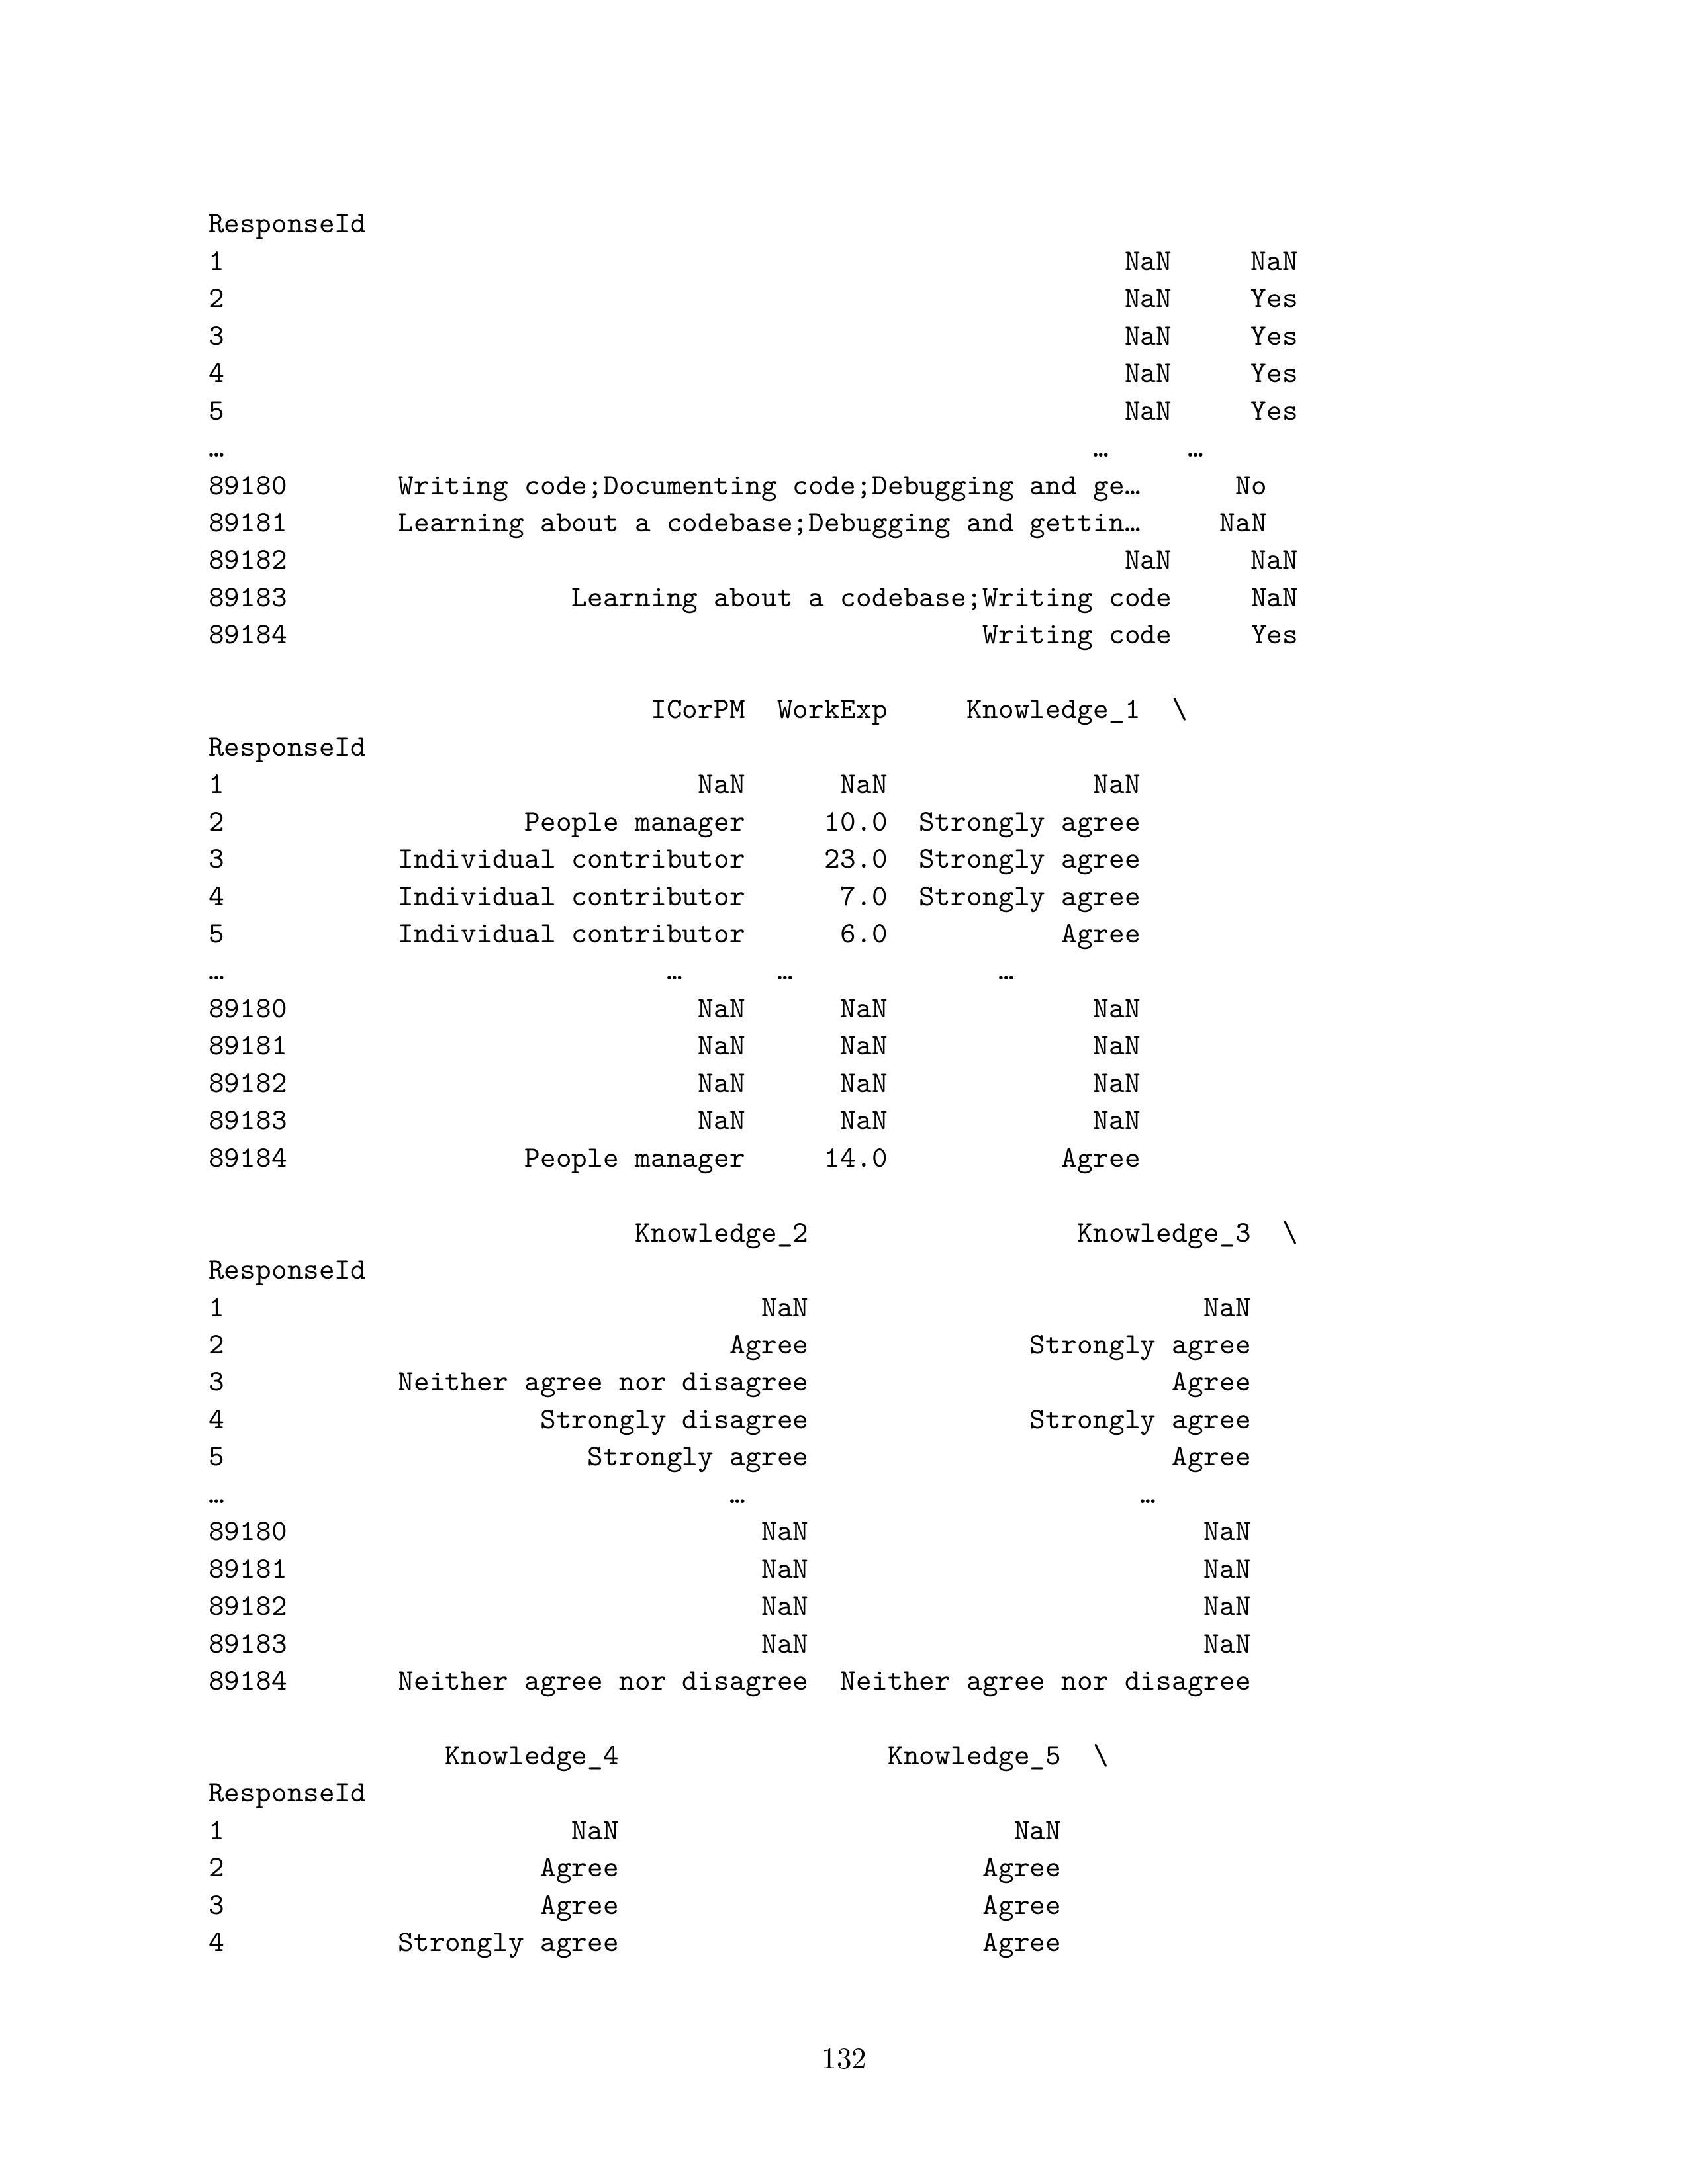 ResponseId
1 NaN NaN
2 NaN Yes
3 NaN Yes
4 NaN Yes
5 NaN Yes
… … …
89180 Writing code;Documenting code;Debugging and ge… No
89181 Learning about a codebase;Debugging and gettin… NaN
89182 NaN NaN
89183 Learning about a codebase;Writing code NaN
89184 Writing code Yes
ICorPM WorkExp Knowledge_1 \
ResponseId
1 NaN NaN NaN
2 People manager 10.0 Strongly agree
3 Individual contributor 23.0 Strongly agree
4 Individual contributor 7.0 Strongly agree
5 Individual contributor 6.0 Agree
… … … …
89180 NaN NaN NaN
89181 NaN NaN NaN
89182 NaN NaN NaN
89183 NaN NaN NaN
89184 People manager 14.0 Agree
Knowledge_2 Knowledge_3 \
ResponseId
1 NaN NaN
2 Agree Strongly agree
3 Neither agree nor disagree Agree
4 Strongly disagree Strongly agree
5 Strongly agree Agree
… … …
89180 NaN NaN
89181 NaN NaN
89182 NaN NaN
89183 NaN NaN
89184 Neither agree nor disagree Neither agree nor disagree
Knowledge_4 Knowledge_5 \
ResponseId
1 NaN NaN
2 Agree Agree
3 Agree Agree
4 Strongly agree Agree
132